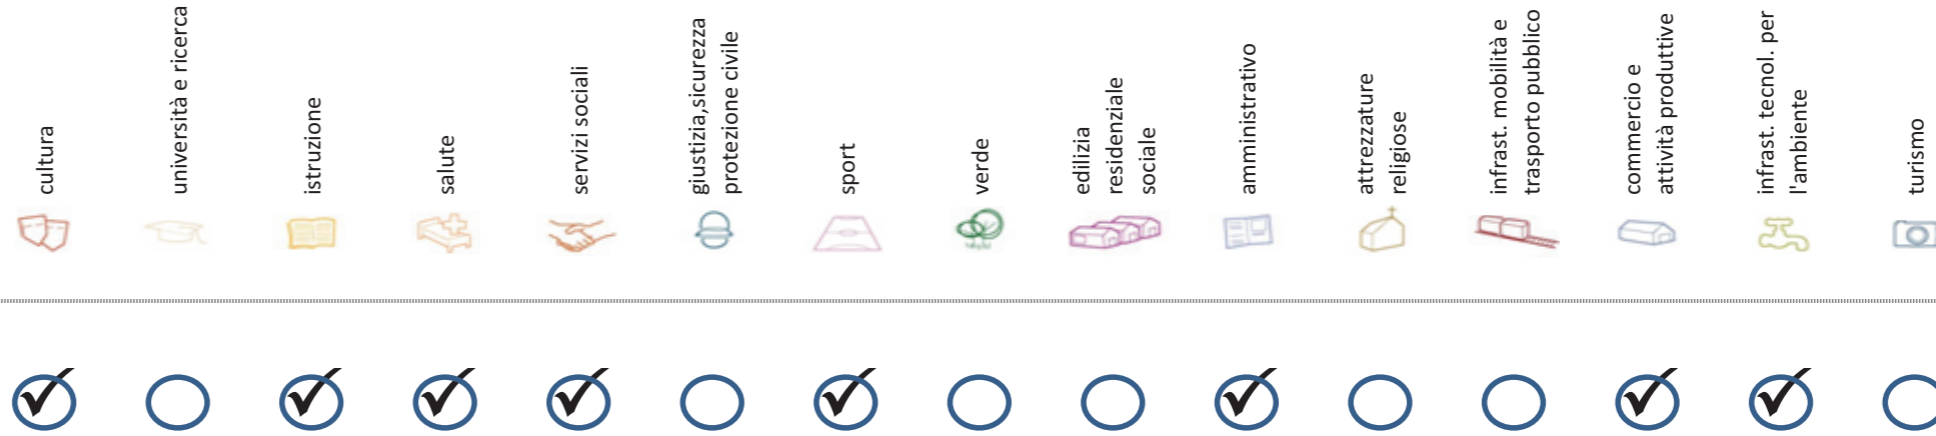 cultura
università e ricerca
istruzione
salute
servizi sociali
giustizia,sicurezza
protezione civile
sport
verde
edilizia
residenziale
sociale
amministrativo
attrezzature
religiose
infrast. mobilità e
trasporto pubblico
commercio e
attività produttive
infrast. tecnol. per
l'ambiente
turismo